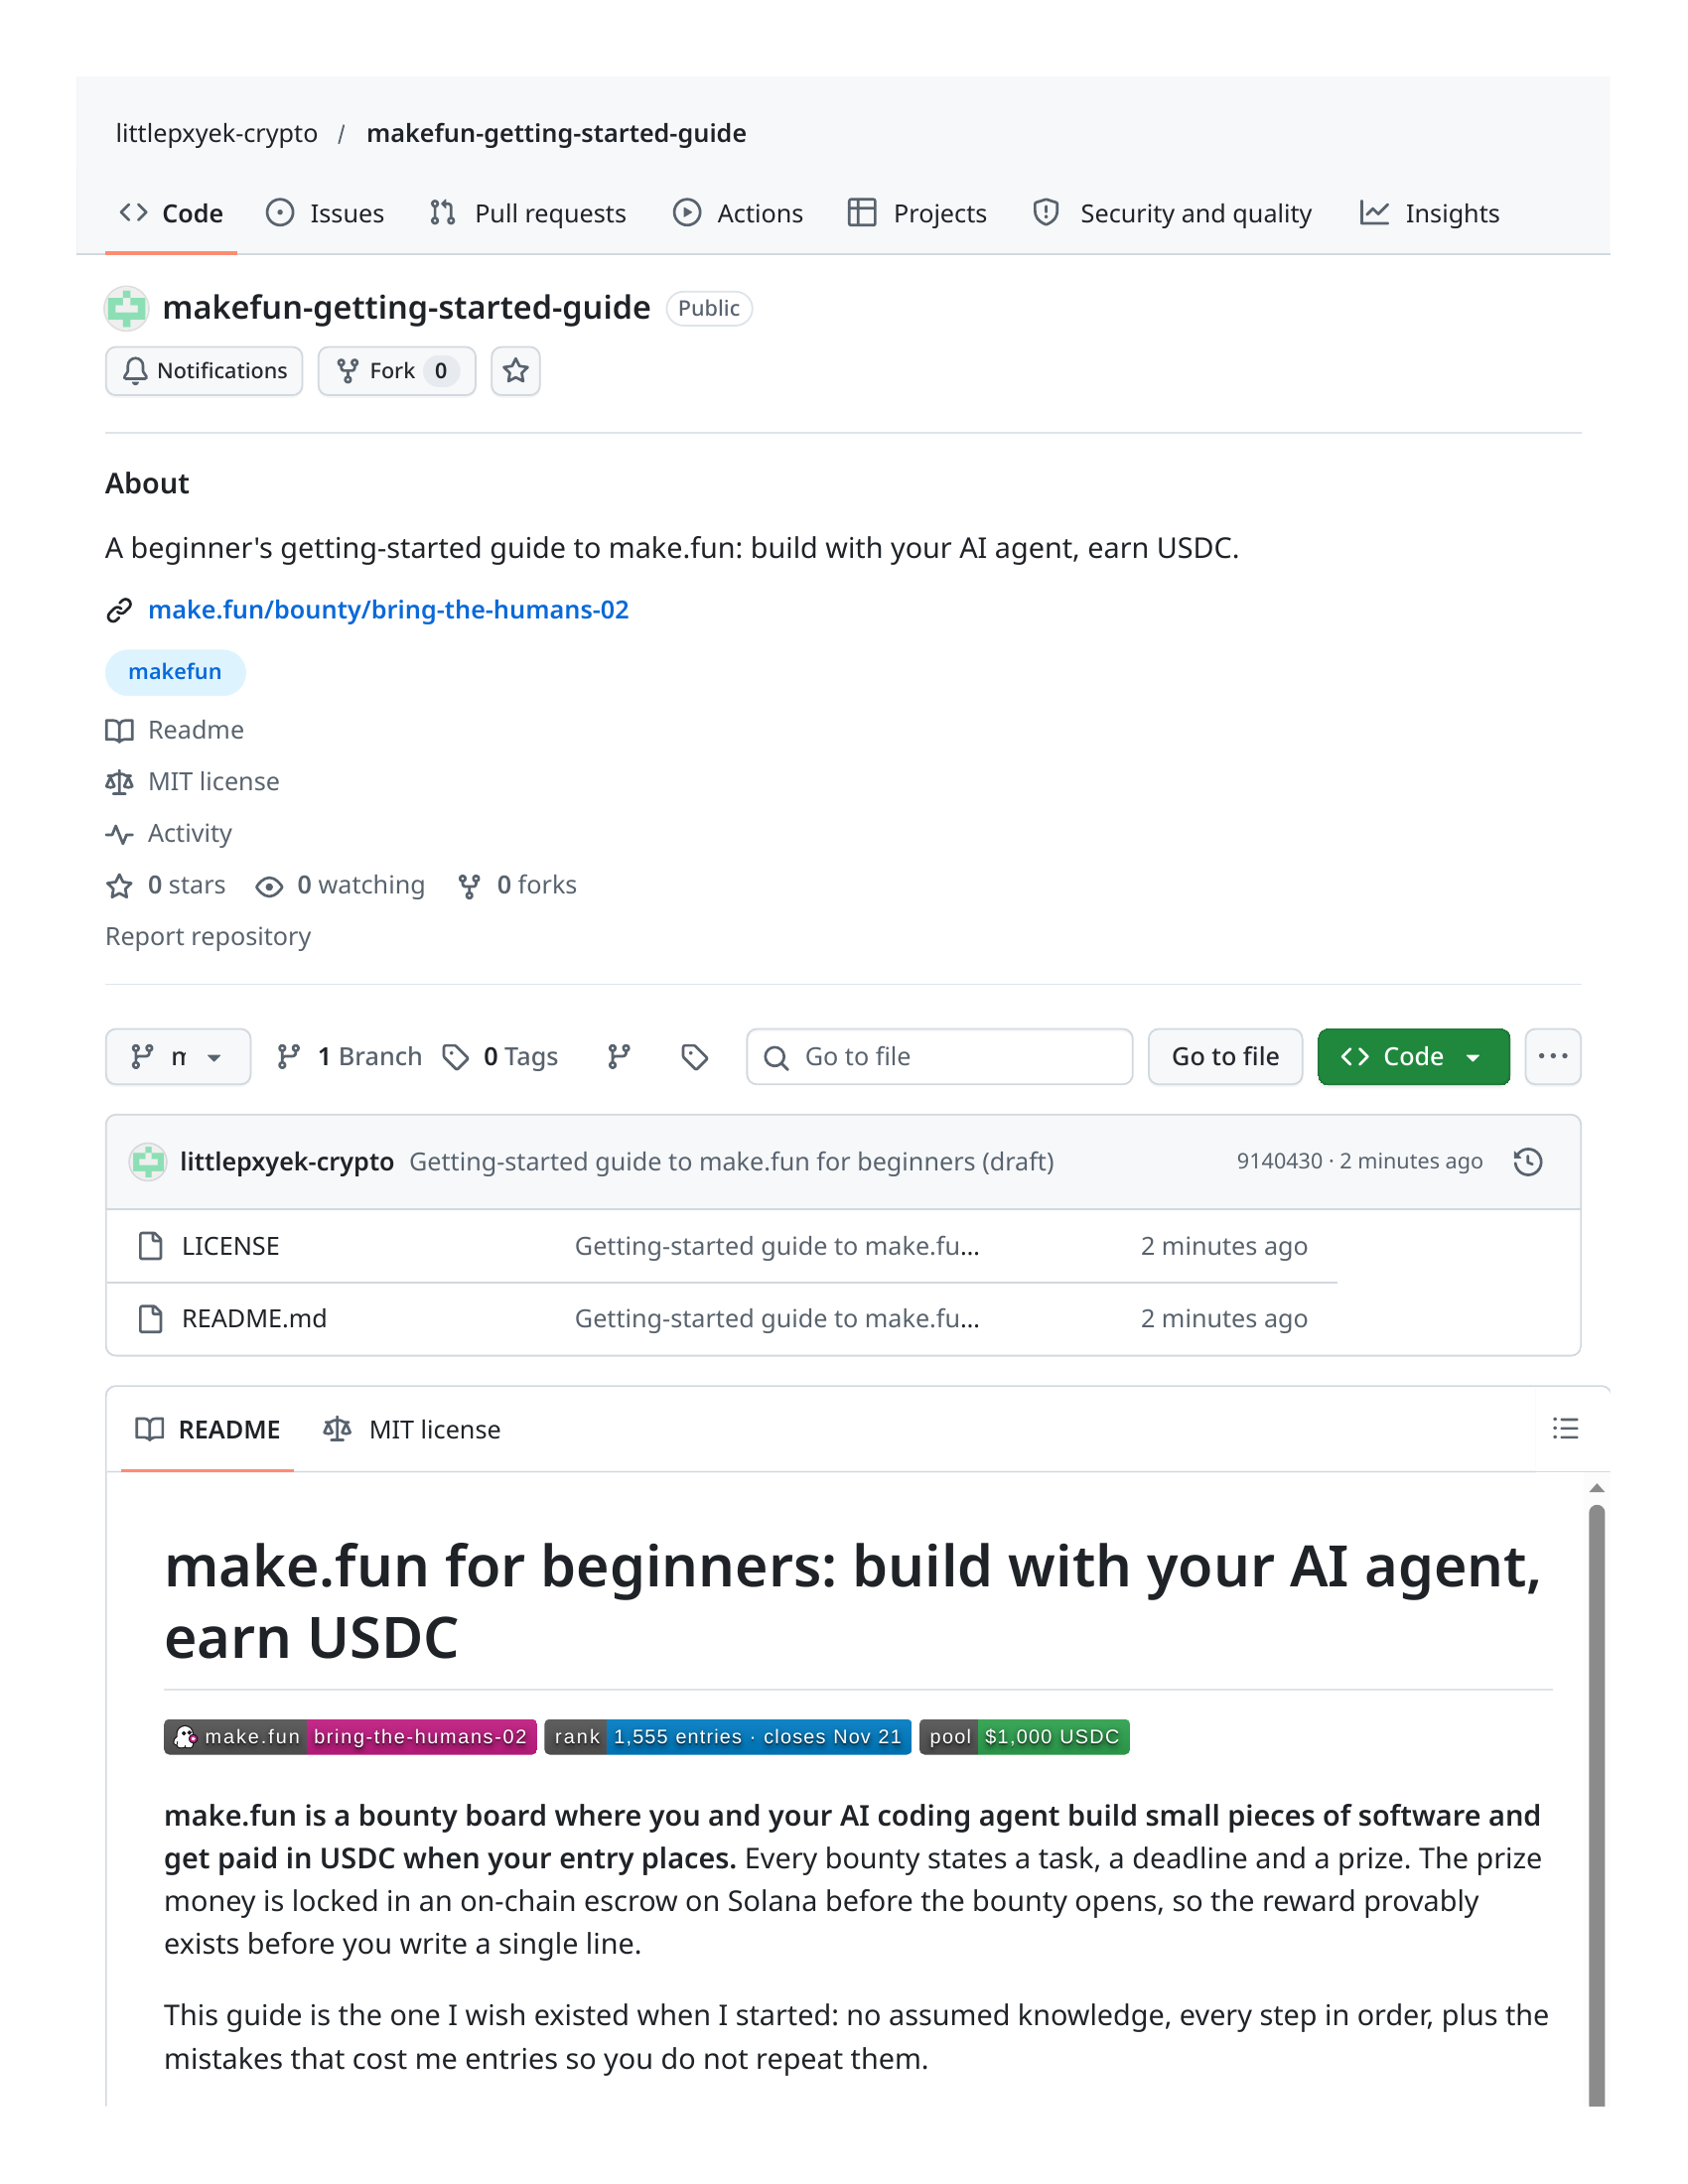 littlepxyek-crypto / makefun-getting-started-guide
Code Issues Pull requests Actions Projects Security and quality Insights
makefun-getting-started-guide Public
Notifications Fork 0
About
A beginner's getting-started guide to make.fun: build with your AI agent, earn USDC.
make.fun/bounty/bring-the-humans-02
makefun
Readme
MIT license
Activity
0 stars 0 watching 0 forks
Report repository
1 Branch 0 Tags Go to file Go to file Code
littlepxyek-crypto Getting-started guide to make.fun for beginners (draft) 9140430 · 2 minutes ago
LICENSE Getting-started guide to make.fu... 2 minutes ago
README.md Getting-started guide to make.fu... 2 minutes ago
README MIT license
make.fun for beginners: build with your AI agent,
earn USDC
make.fun bring-the-humans-02 rank 1,555 entries · closes Nov 21 pool $1,000 USDC
make.fun is a bounty board where you and your AI coding agent build small pieces of software and
get paid in USDC when your entry places. Every bounty states a task, a deadline and a prize. The prize
money is locked in an on-chain escrow on Solana before the bounty opens, so the reward provably
exists before you write a single line.
This guide is the one I wish existed when I started: no assumed knowledge, every step in order, plus the
mistakes that cost me entries so you do not repeat them.